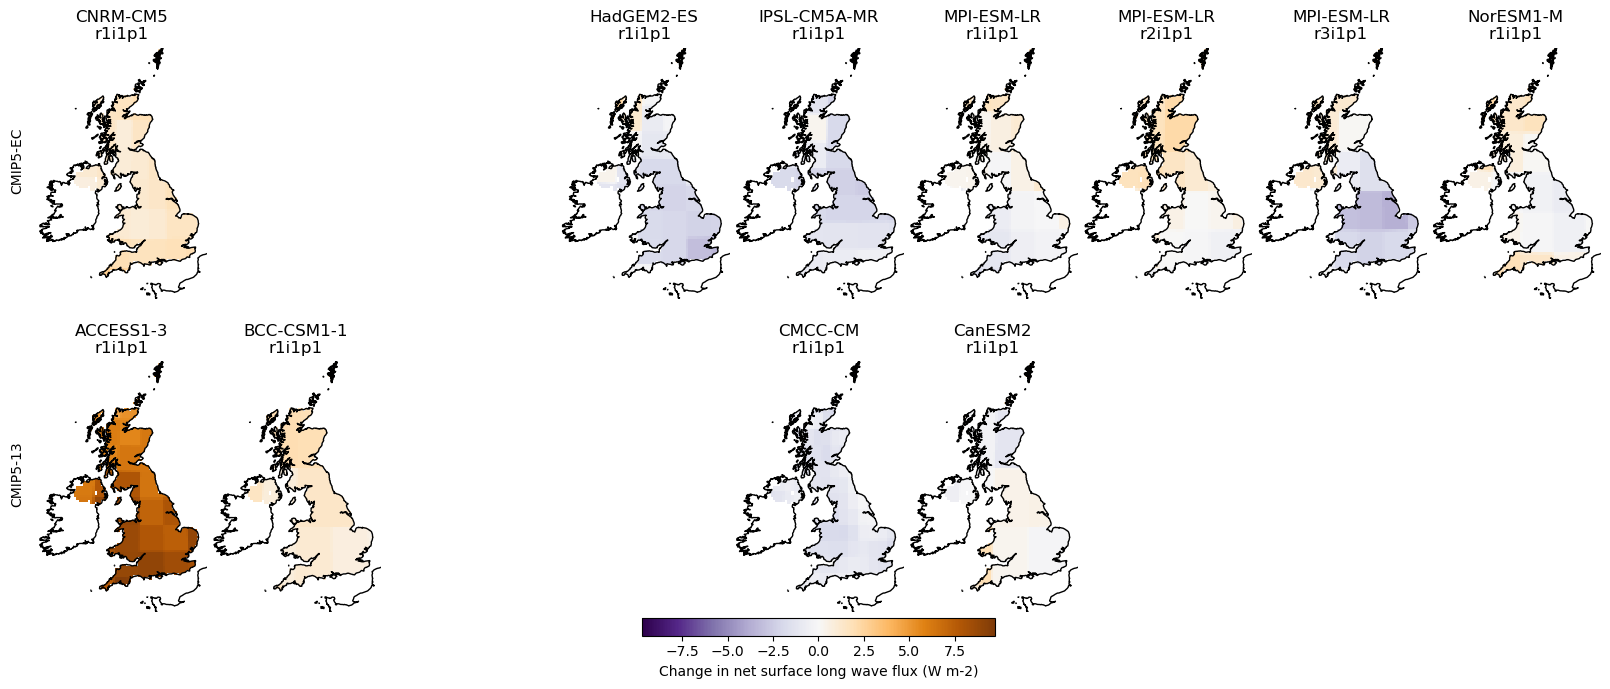 CNRM-CM5
r1i1p1
HadGEM2-ES
r1i1p1
IPSL-CM5A-MR
r1i1p1
MPI-ESM-LR
r1i1p1
MPI-ESM-LR
r2i1p1
MPI-ESM-LR
r3i1p1
NorESM1-M
r1i1p1
CMIP5-EC
ACCESS1-3
r1i1p1
BCC-CSM1-1
r1i1p1
CMCC-CM
r1i1p1
CanESM2
r1i1p1
CMIP5-13
−7.5 −5.0 −2.5 0.0 2.5 5.0 7.5
Change in net surface long wave flux (W m-2)